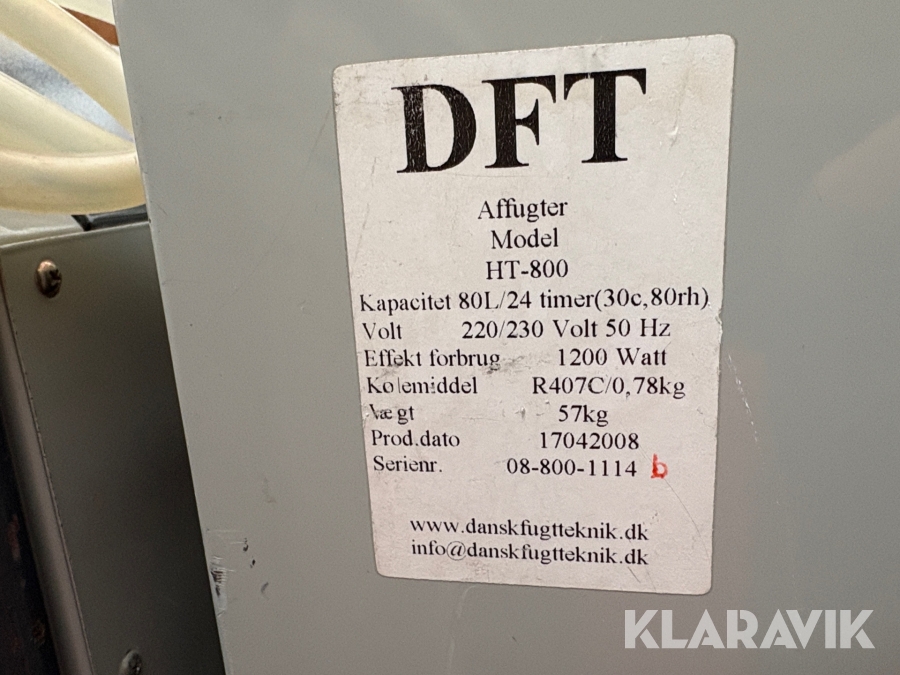 DFT
Affugter
Model
HT-800
Kapacitet 80L/24 timer(30c,80rh)
Volt 220/230 Volt 50 Hz
Effekt forbrug 1200 Watt
Kølemiddel R407C/0,78kg
Vægt 57kg
Prod.dato 17042008
Serienr. 08-800-1114 b
www.danskfugtteknik.dk
info@danskfugtteknik.dk
KLARAVIK